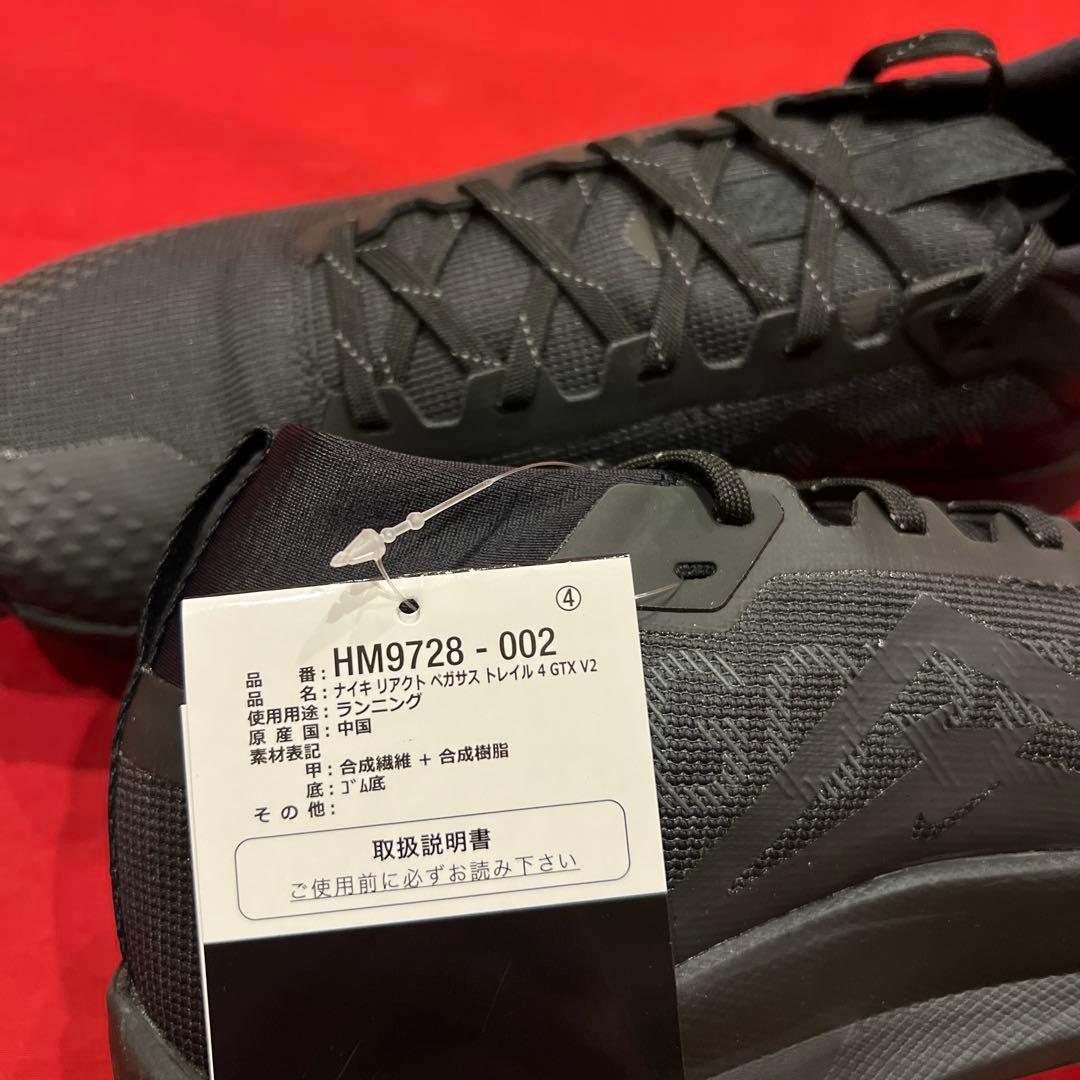 ④
品 番 : HM9728 - 002
品 名 : ナイキ リアクト ペガサス トレイル 4 GTX V2
使用用途 : ランニング
原 産 国 : 中国
素材表記
甲 : 合成繊維 + 合成樹脂
底 : ｺﾞﾑ底
そ の 他 :
取扱説明書
ご使用前に必ずお読み下さい